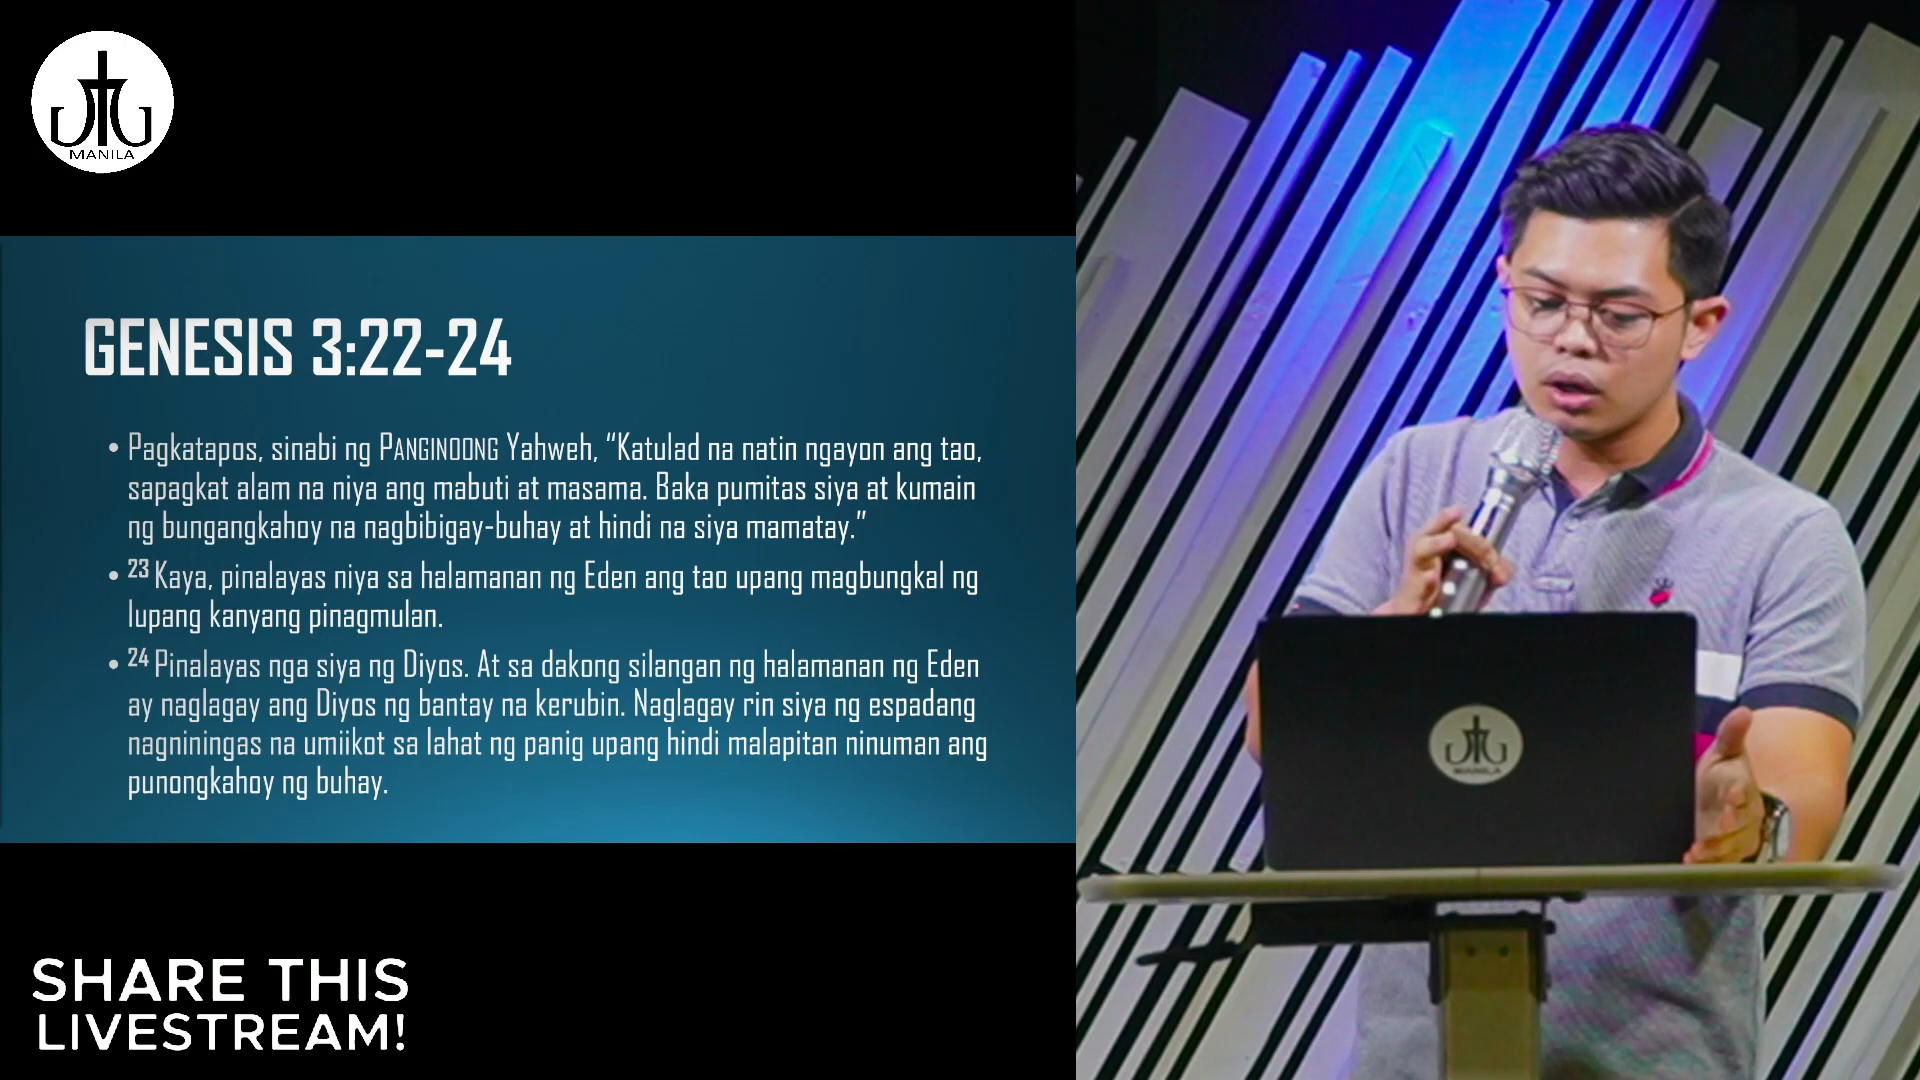 MANILA
GENESIS 3:22-24
• Pagkatapos, sinabi ng PANGINOONG Yahweh, “Katulad na natin ngayon ang tao,
sapagkat alam na niya ang mabuti at masama. Baka pumitas siya at kumain
ng bungangkahoy na nagbibigay-buhay at hindi na siya mamatay.”
• 23 Kaya, pinalayas niya sa halamanan ng Eden ang tao upang magbungkal ng
lupang kanyang pinagmulan.
• 24 Pinalayas nga siya ng Diyos. At sa dakong silangan ng halamanan ng Eden
ay naglagay ang Diyos ng bantay na kerubin. Naglagay rin siya ng espadang
nagniningas na umiikot sa lahat ng panig upang hindi malapitan ninuman ang
punongkahoy ng buhay.
SHARE THIS
LIVESTREAM!
MANILA